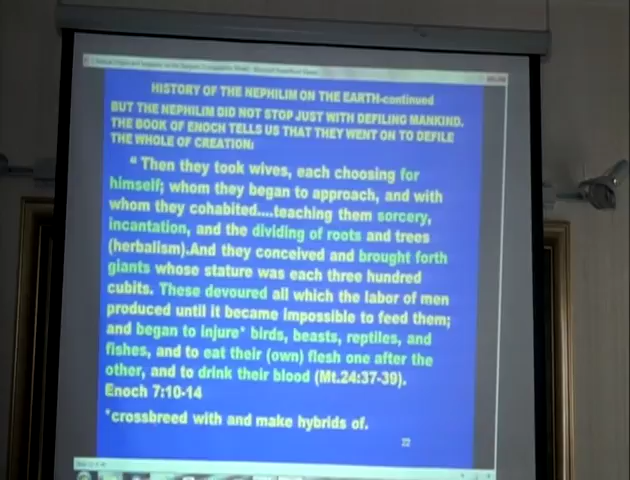 HISTORY OF THE NEPHILIM ON THE EARTH-continued
BUT THE NEPHILIM DID NOT STOP JUST WITH DEFILING MANKIND.
THE BOOK OF ENOCH TELLS US THAT THEY WENT ON TO DEFILE
THE WHOLE OF CREATION:
“ Then they took wives, each choosing for
himself; whom they began to approach, and with
whom they cohabited....teaching them sorcery,
incantation, and the dividing of roots and trees
(herbalism).And they conceived and brought forth
giants whose stature was each three hundred
cubits. These devoured all which the labor of men
produced until it became impossible to feed them;
and began to injure* birds, beasts, reptiles, and
fishes, and to eat their (own) flesh one after the
other, and to drink their blood (Mt.24:37-39).
Enoch 7:10-14
*crossbreed with and make hybrids of.
22